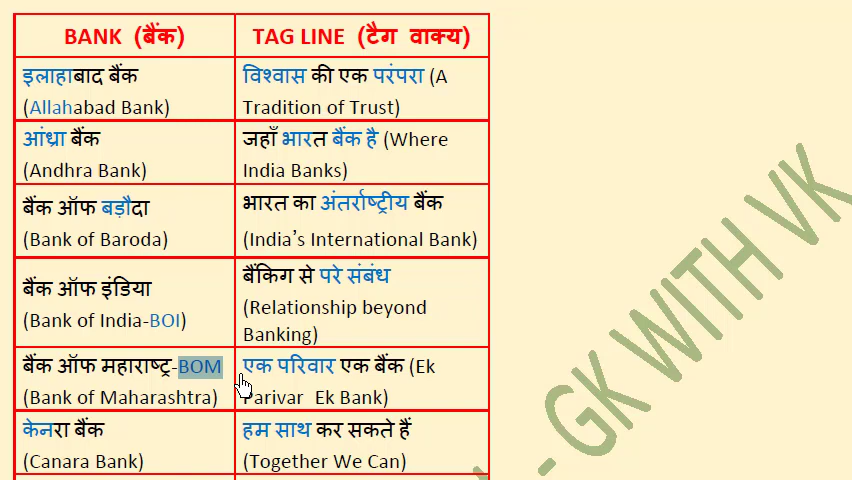 BANK (बैंक)
TAG LINE (टैग वाक्य)
इलाहाबाद बैंक
(Allahabad Bank)
विश्वास की एक परंपरा (A
Tradition of Trust)
आंध्रा बैंक
(Andhra Bank)
जहाँ भारत बैंक है (Where
India Banks)
बैंक ऑफ बड़ौदा
(Bank of Baroda)
भारत का अंतर्राष्ट्रीय बैंक
(India’s International Bank)
बैंक ऑफ इंडिया
(Bank of India-BOI)
बैंकिग से परे संबंध
(Relationship beyond
Banking)
बैंक ऑफ महाराष्ट्र-BOM
(Bank of Maharashtra)
एक परिवार एक बैंक (Ek
Parivar Ek Bank)
केनरा बैंक
(Canara Bank)
हम साथ कर सकते हैं
(Together We Can)
- GK WITH VK